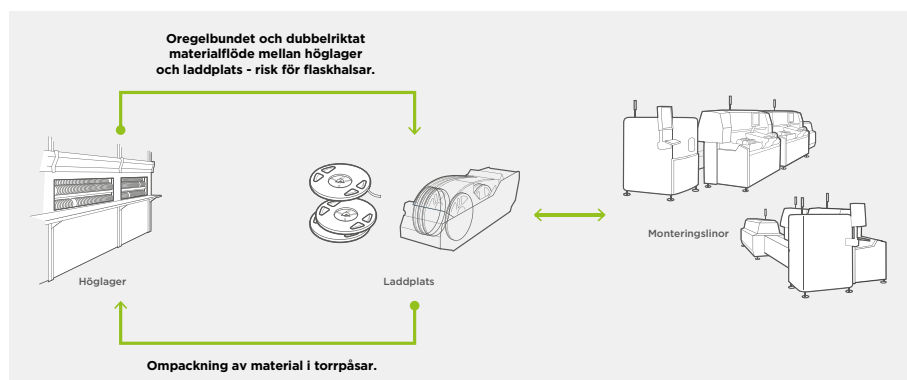 Oregelbundet och dubbelriktat
materialflöde mellan höglager
och laddplats - risk för flaskhalsar.
Höglager
Laddplats
Monteringslinor
Ompackning av material i torrpåsar.